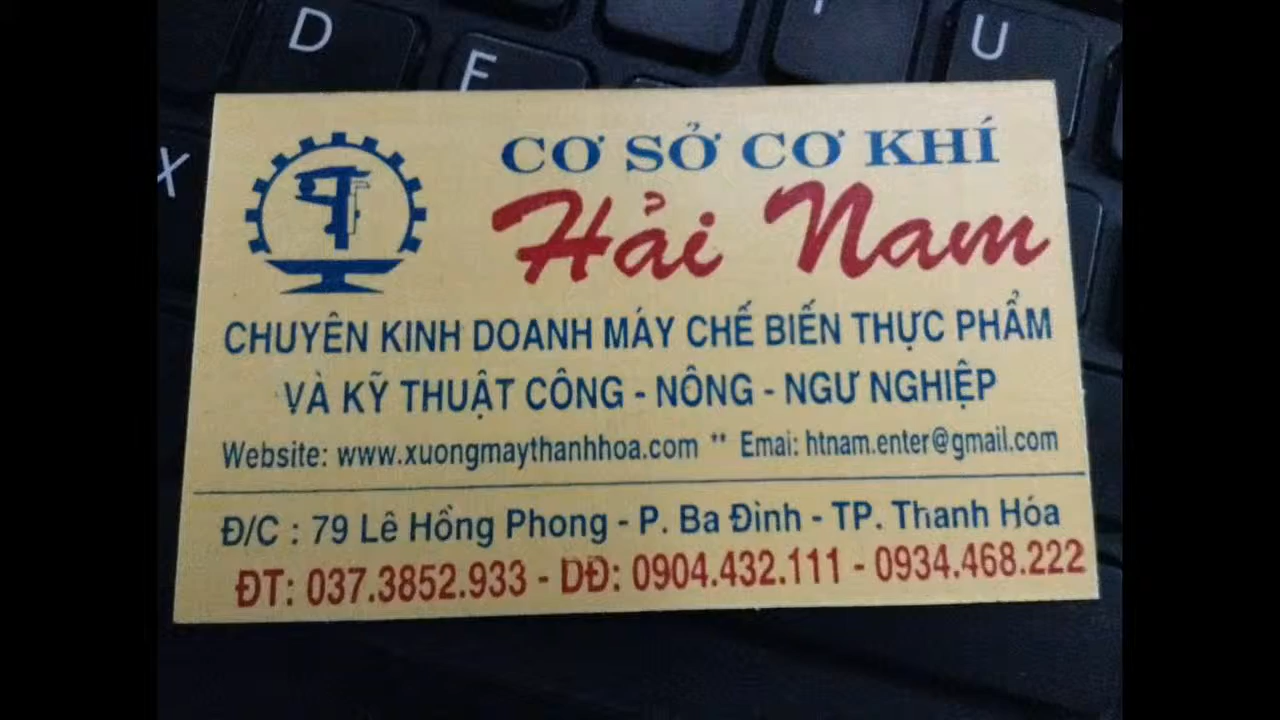 D
F
U
X
CƠ SỞ CƠ KHÍ
Hải Nam
CHUYÊN KINH DOANH MÁY CHẾ BIẾN THỰC PHẨM
VÀ KỸ THUẬT CÔNG - NÔNG - NGƯ NGHIỆP
Website: www.xuongmaythanhhoa.com ** Emai: htnam.enter@gmail.com
Đ/C : 79 Lê Hồng Phong - P. Ba Đình - TP. Thanh Hóa
ĐT: 037.3852.933 - DĐ: 0904.432.111 - 0934.468.222